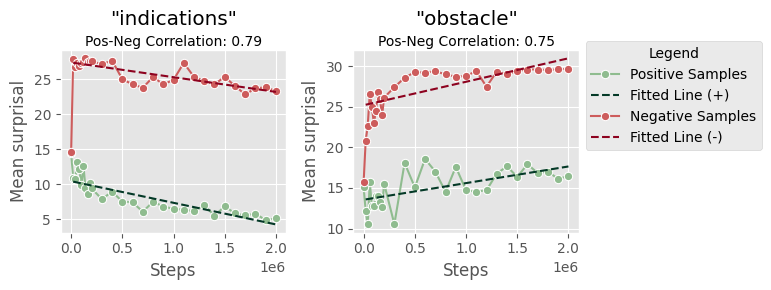 "indications"
Pos-Neg Correlation: 0.79
Mean surprisal
25
20
15
10
5
0.0 0.5 1.0 1.5 2.0
1e6
Steps
"obstacle"
Pos-Neg Correlation: 0.75
Mean surprisal
30
25
20
15
10
0.0 0.5 1.0 1.5 2.0
1e6
Steps
Legend
Positive Samples
Fitted Line (+)
Negative Samples
Fitted Line (-)